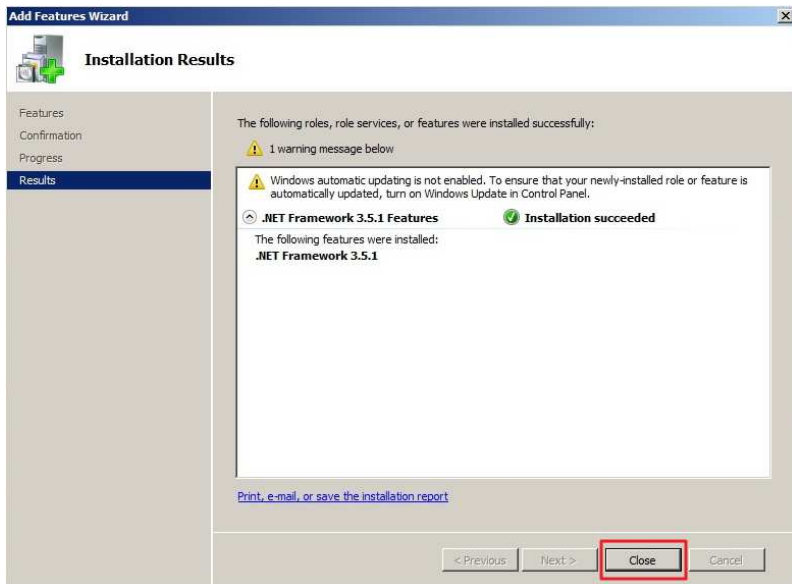 Add Features Wizard
Installation Results
Features
Confirmation
Progress
Results
The following roles, role services, or features were installed successfully:
1 warning message below
Windows automatic updating is not enabled. To ensure that your newly-installed role or feature is
automatically updated, turn on Windows Update in Control Panel.
.NET Framework 3.5.1 Features Installation succeeded
The following features were installed:
.NET Framework 3.5.1
Print, e-mail, or save the installation report
< Previous Next > Close Cancel